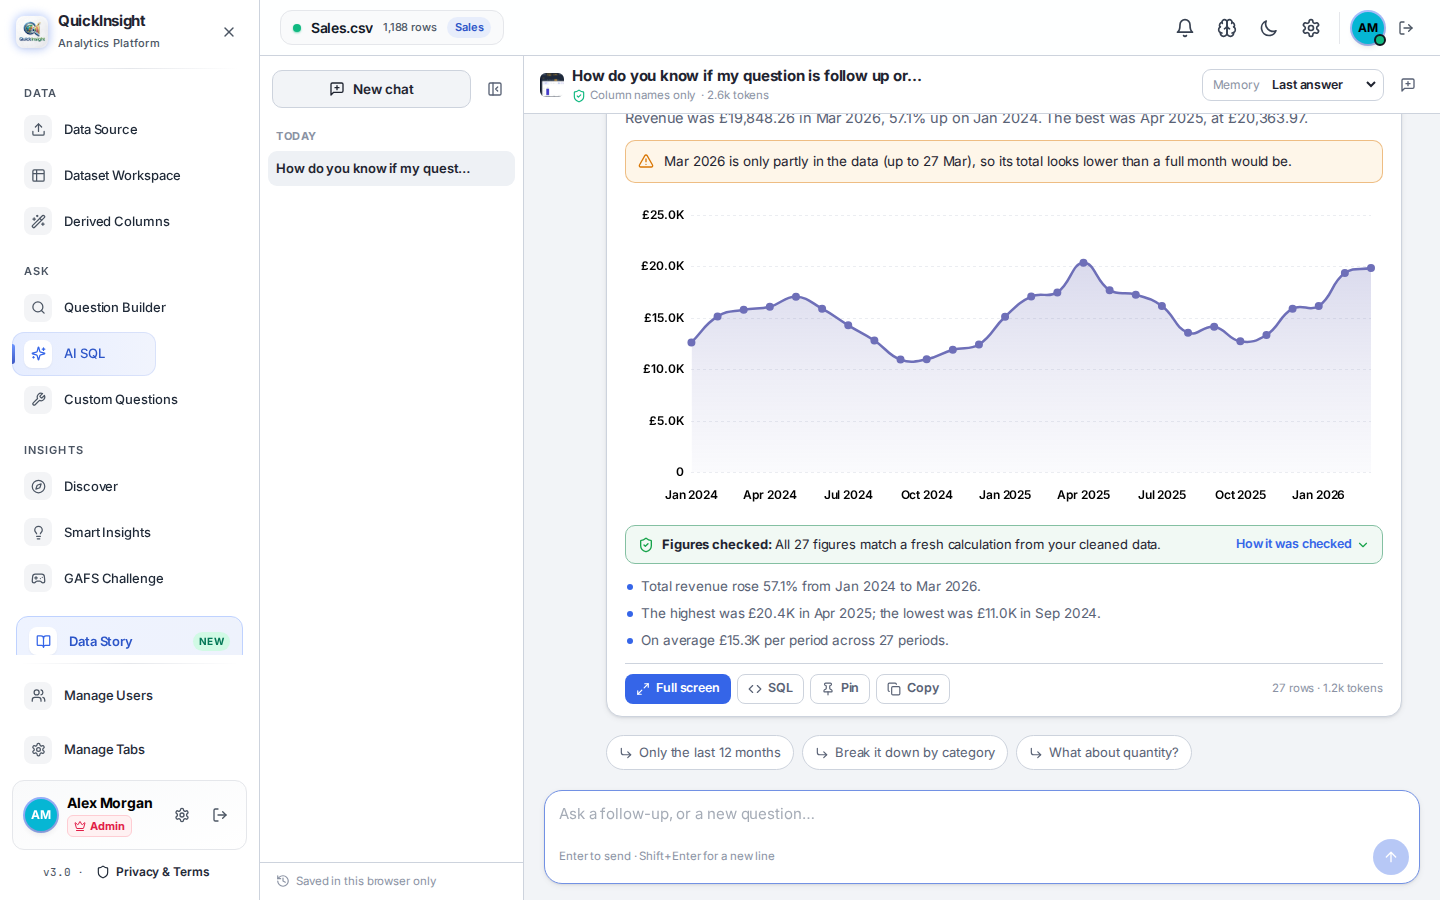 QuickInsight
Analytics Platform
DATA
Data Source
Dataset Workspace
Derived Columns
ASK
Question Builder
AI SQL
Custom Questions
INSIGHTS
Discover
Smart Insights
GAFS Challenge
Data Story NEW
Manage Users
Manage Tabs
AM Alex Morgan
Admin
v3.0 · Privacy & Terms
Sales.csv 1,188 rows Sales
AM
New chat
TODAY
How do you know if my quest...
Saved in this browser only
How do you know if my question is follow up or...
Column names only · 2.6k tokens
Memory Last answer
Revenue was £19,848.26 in Mar 2026, 57.1% up on Jan 2024. The best was Apr 2025, at £20,363.97.
Mar 2026 is only partly in the data (up to 27 Mar), so its total looks lower than a full month would be.
£25.0K
£20.0K
£15.0K
£10.0K
£5.0K
0
Jan 2024 Apr 2024 Jul 2024 Oct 2024 Jan 2025 Apr 2025 Jul 2025 Oct 2025 Jan 2026
Figures checked: All 27 figures match a fresh calculation from your cleaned data. How it was checked
Total revenue rose 57.1% from Jan 2024 to Mar 2026.
The highest was £20.4K in Apr 2025; the lowest was £11.0K in Sep 2024.
On average £15.3K per period across 27 periods.
Full screen SQL Pin Copy 27 rows · 1.2k tokens
Only the last 12 months Break it down by category What about quantity?
Ask a follow-up, or a new question...
Enter to send · Shift+Enter for a new line